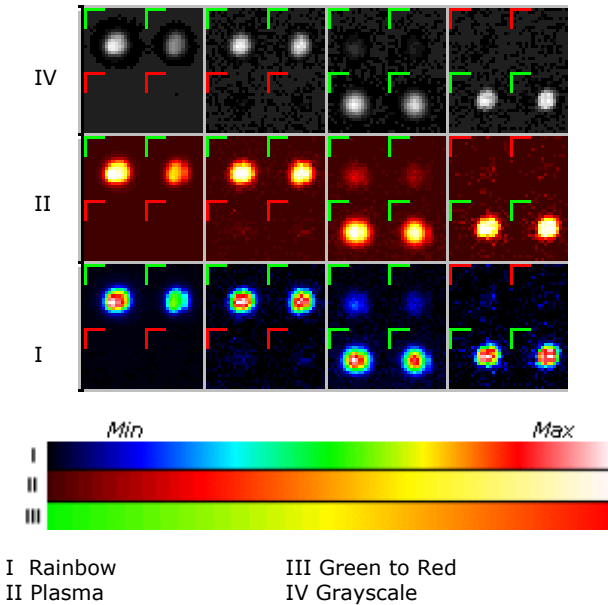 IV
II
I
Min Max
I
II
III
I Rainbow III Green to Red
II Plasma IV Grayscale